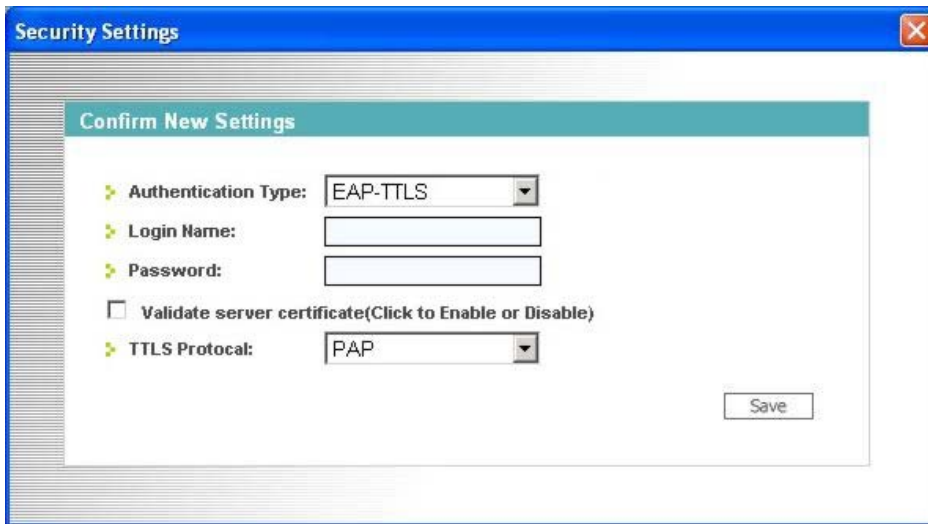 Security Settings
Confirm New Settings
Authentication Type: EAP-TTLS
Login Name:
Password:
Validate server certificate(Click to Enable or Disable)
TTLS Protocal: PAP
Save